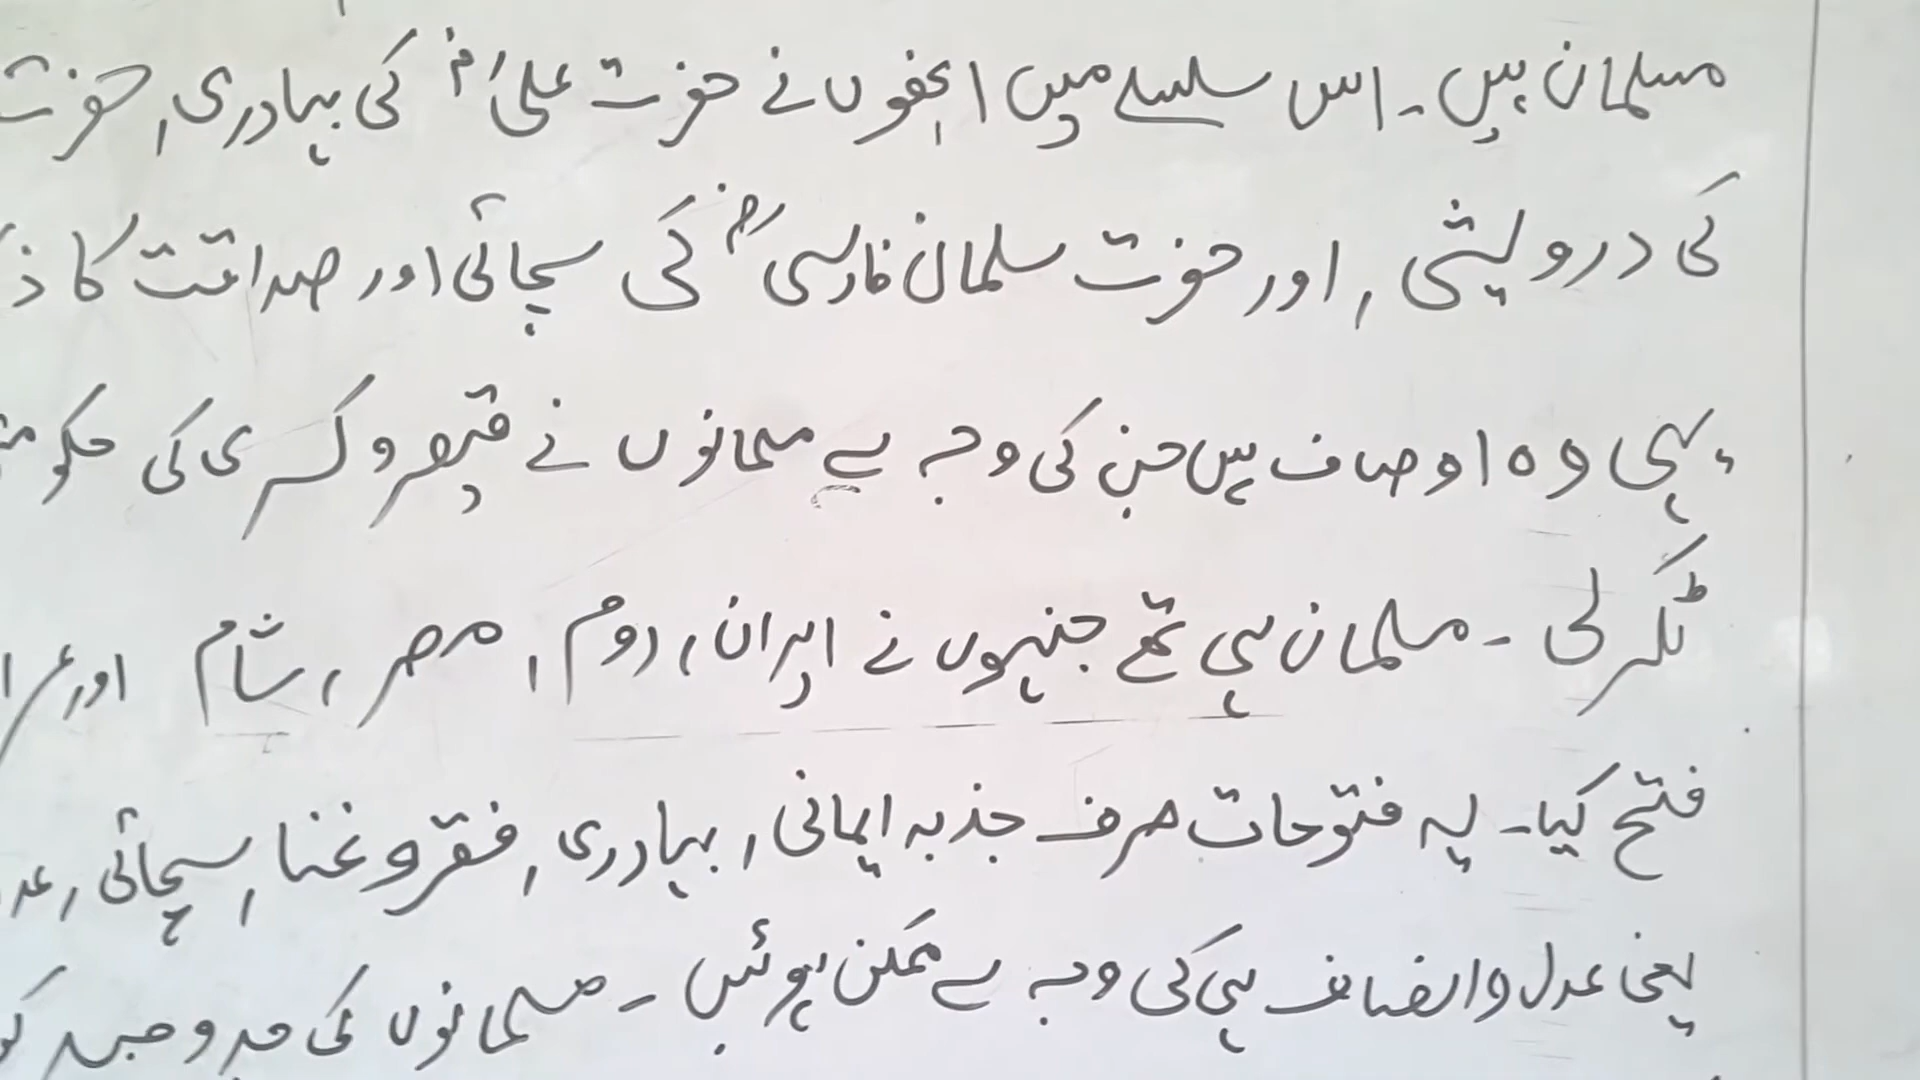 مسلمان ہیں۔ اس سلسلے میں انھوں نے حضرت علیؓ کی بہادری، حضرت
کی درویشی، اور حضرت سلمان فارسیؓ کی سچائی اور صداقت کا
یہی وہ اوصاف ہیں جن کی وجہ سے مسلمانوں نے قیصر و کسریٰ کی
ٹکر لی۔ مسلمان ہی تھے جنہوں نے ایران، روم، مصر، شام اور
فتح کیا۔ یہ فتوحات صرف جذبہ ایمانی، بہادری، فقر و غنا، سچائی،
یعنی عدل و انصاف ہی کی وجہ سے ممکن ہوئیں۔ مسلمانوں کی جدوجہد